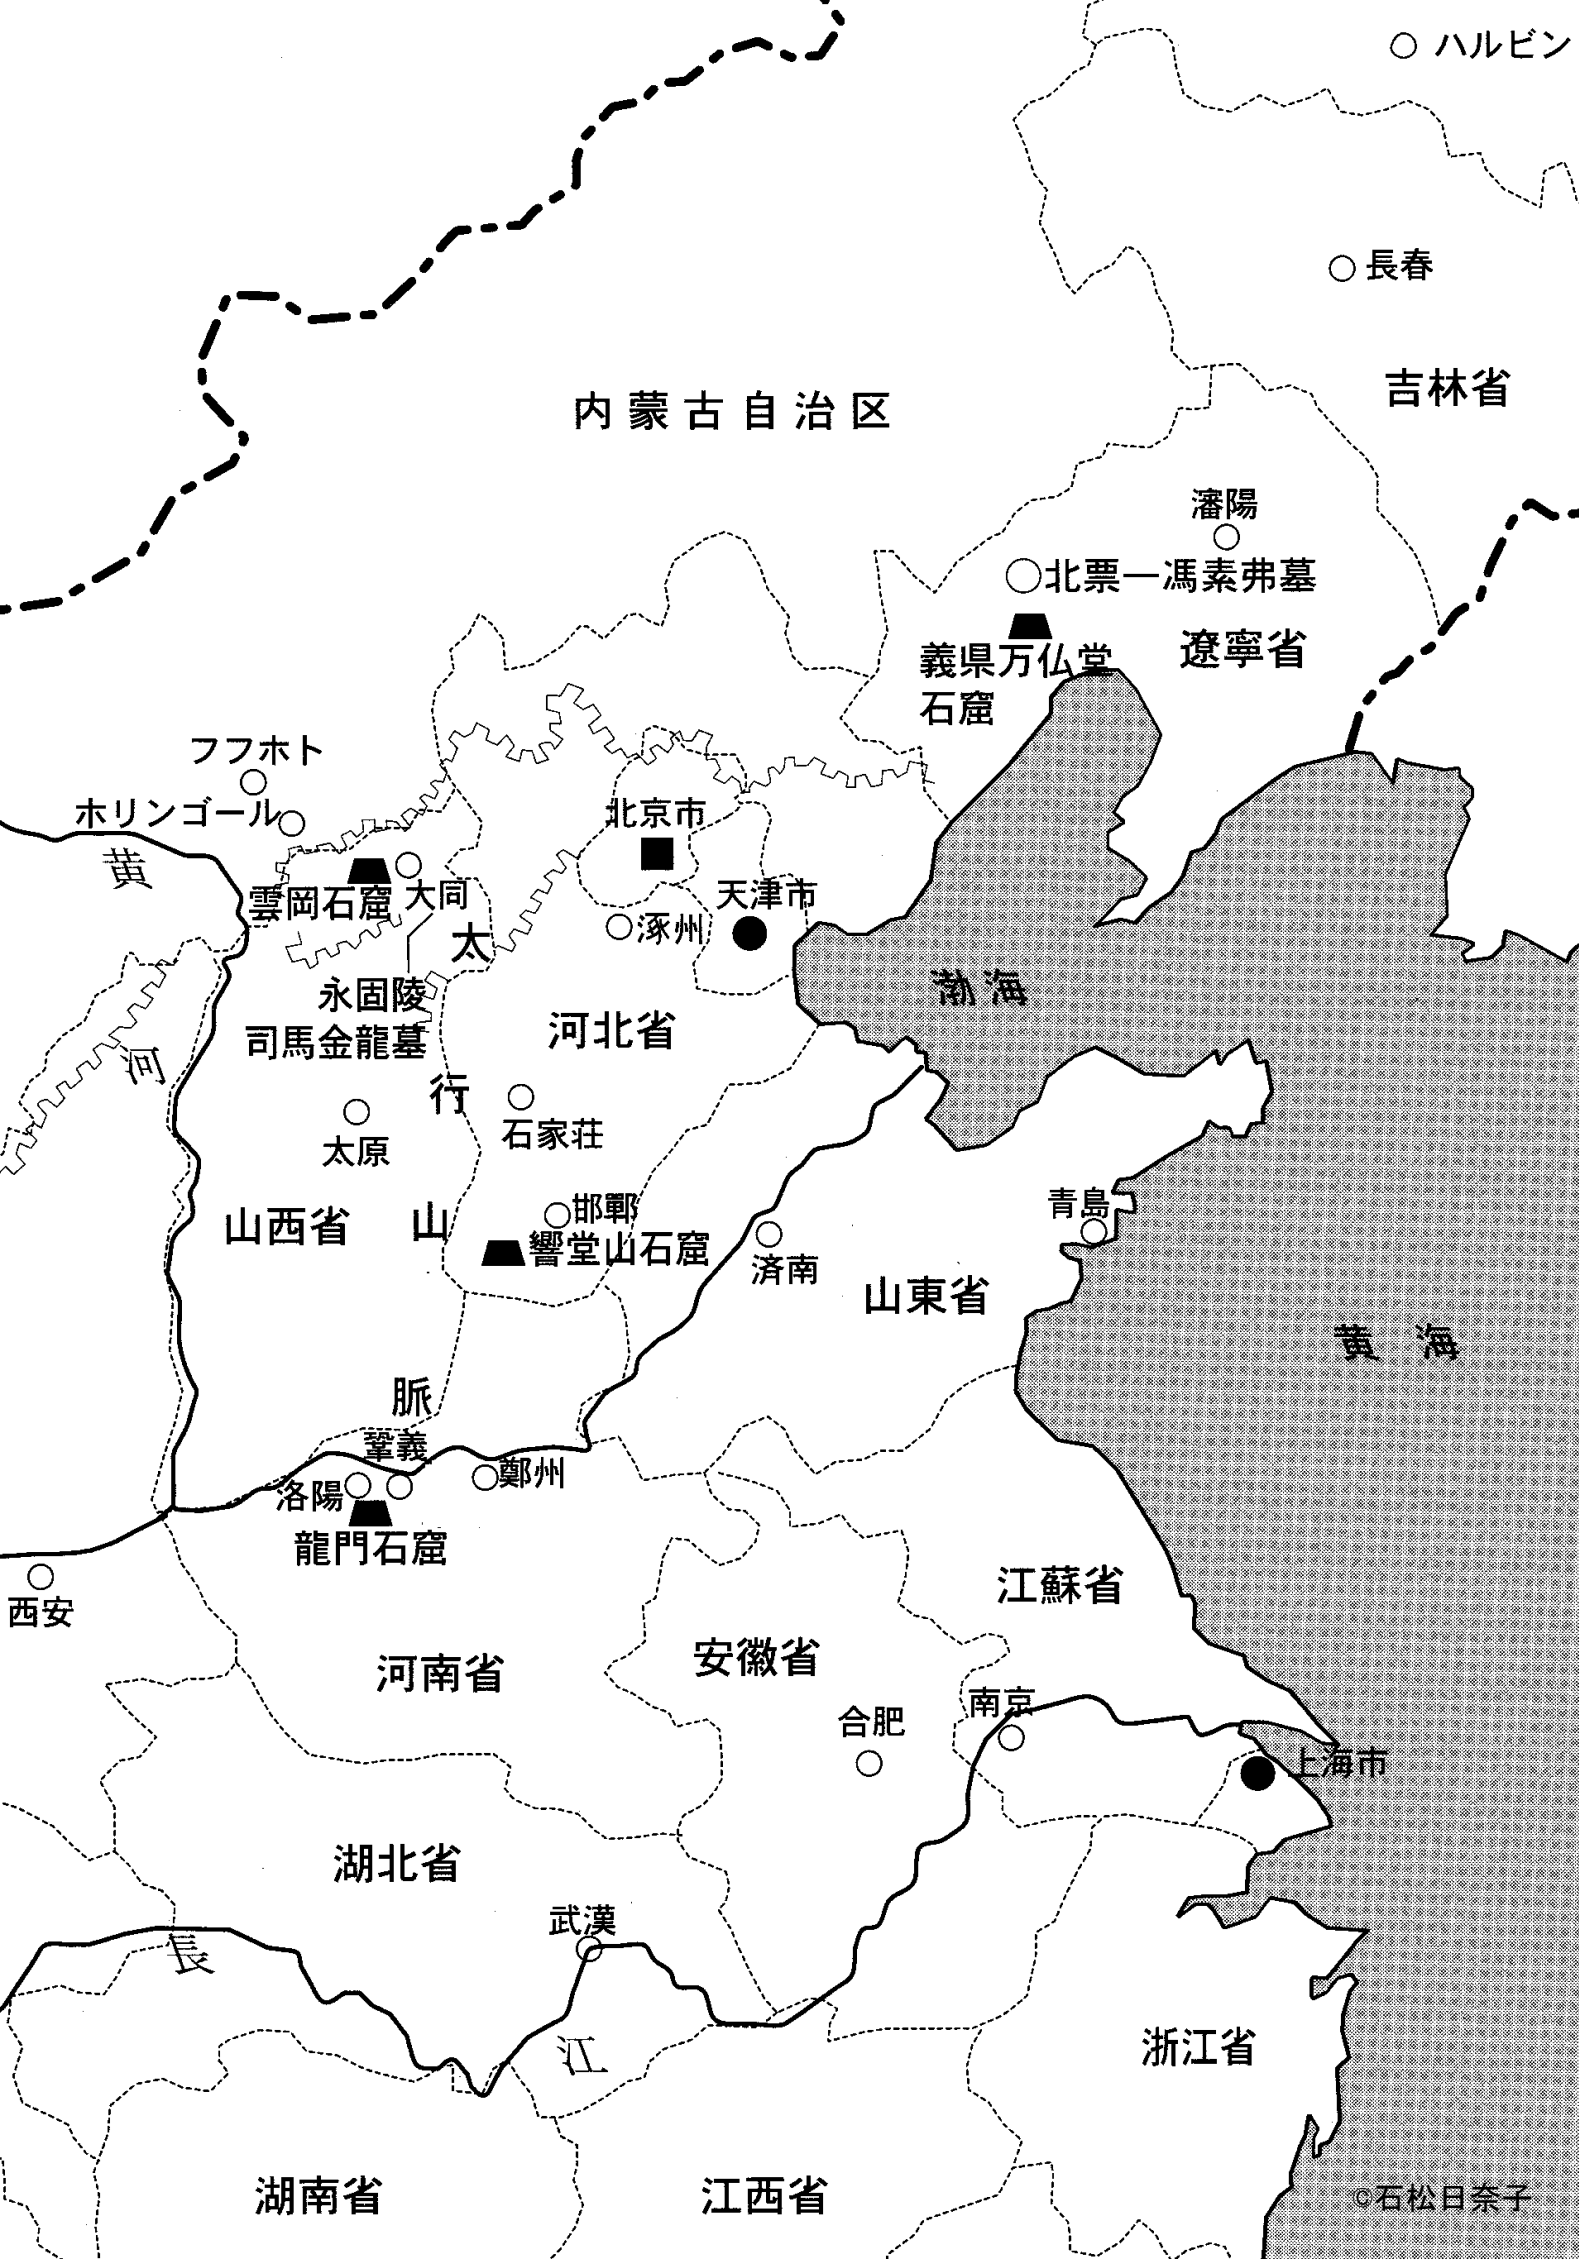 ハルビン
長春
吉林省
内蒙古自治区
瀋陽
北票―馮素弗墓
遼寧省
義県万仏堂
石窟
フフホト
ホリンゴール
北京市
黄河
雲岡石窟
大同
天津市
涿州
太行山脈
永固陵
司馬金龍墓
渤海
河北省
石家荘
太原
山西省
邯鄲
響堂山石窟
青島
済南
山東省
黄海
鞏義
洛陽
鄭州
龍門石窟
西安
江蘇省
河南省
安徽省
南京
合肥
上海市
湖北省
武漢
長江
浙江省
湖南省
江西省
©石松日奈子